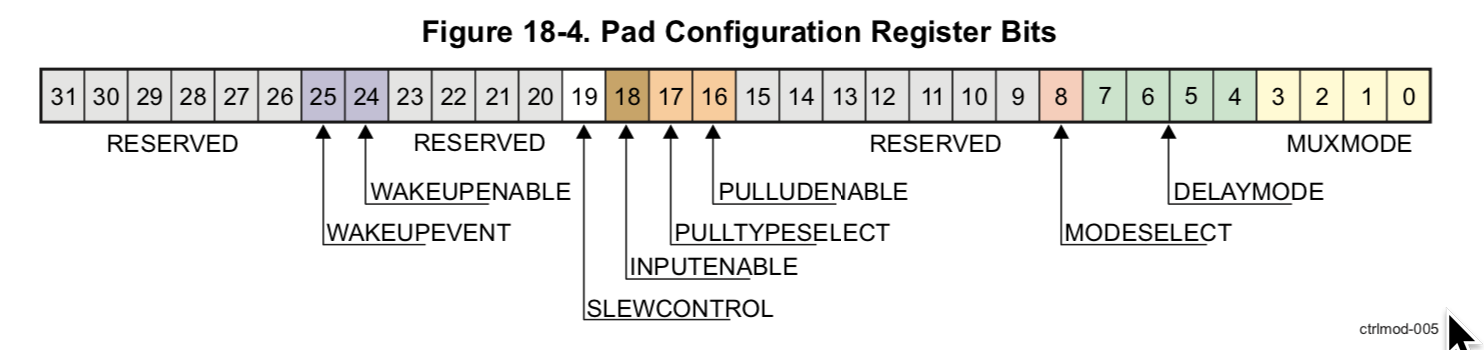 Figure 18-4. Pad Configuration Register Bits
31 30 29 28 27 26 25 24 23 22 21 20 19 18 17 16 15 14 13 12 11 10 9 8 7 6 5 4 3 2 1 0
RESERVED RESERVED RESERVED MUXMODE
WAKEUPENABLE PULLUDENABLE DELAYMODE
WAKEUPEVENT PULLTYPESELECT MODESELECT
INPUTENABLE
SLEWCONTROL
ctrlmod-005